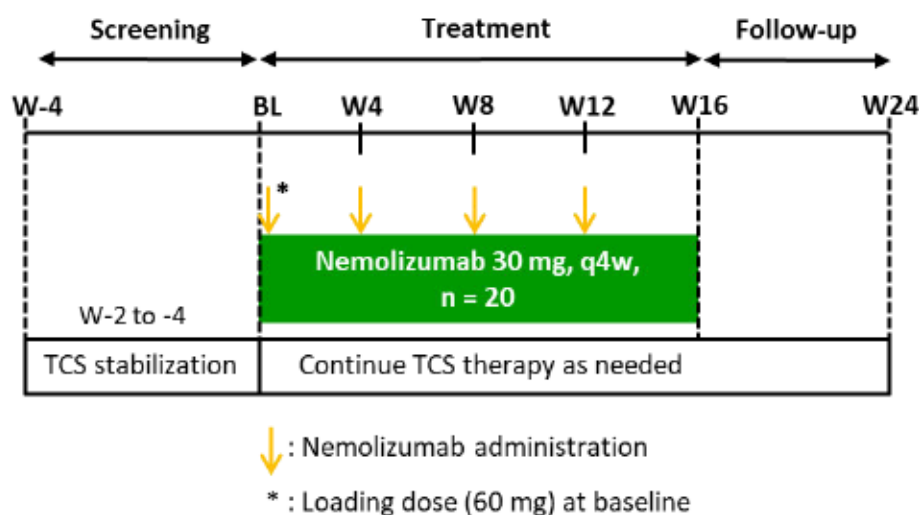 Screening Treatment Follow-up
W-4 BL W4 W8 W12 W16 W24
*
Nemolizumab 30 mg, q4w,
n = 20
W-2 to -4
TCS stabilization Continue TCS therapy as needed
: Nemolizumab administration
* : Loading dose (60 mg) at baseline